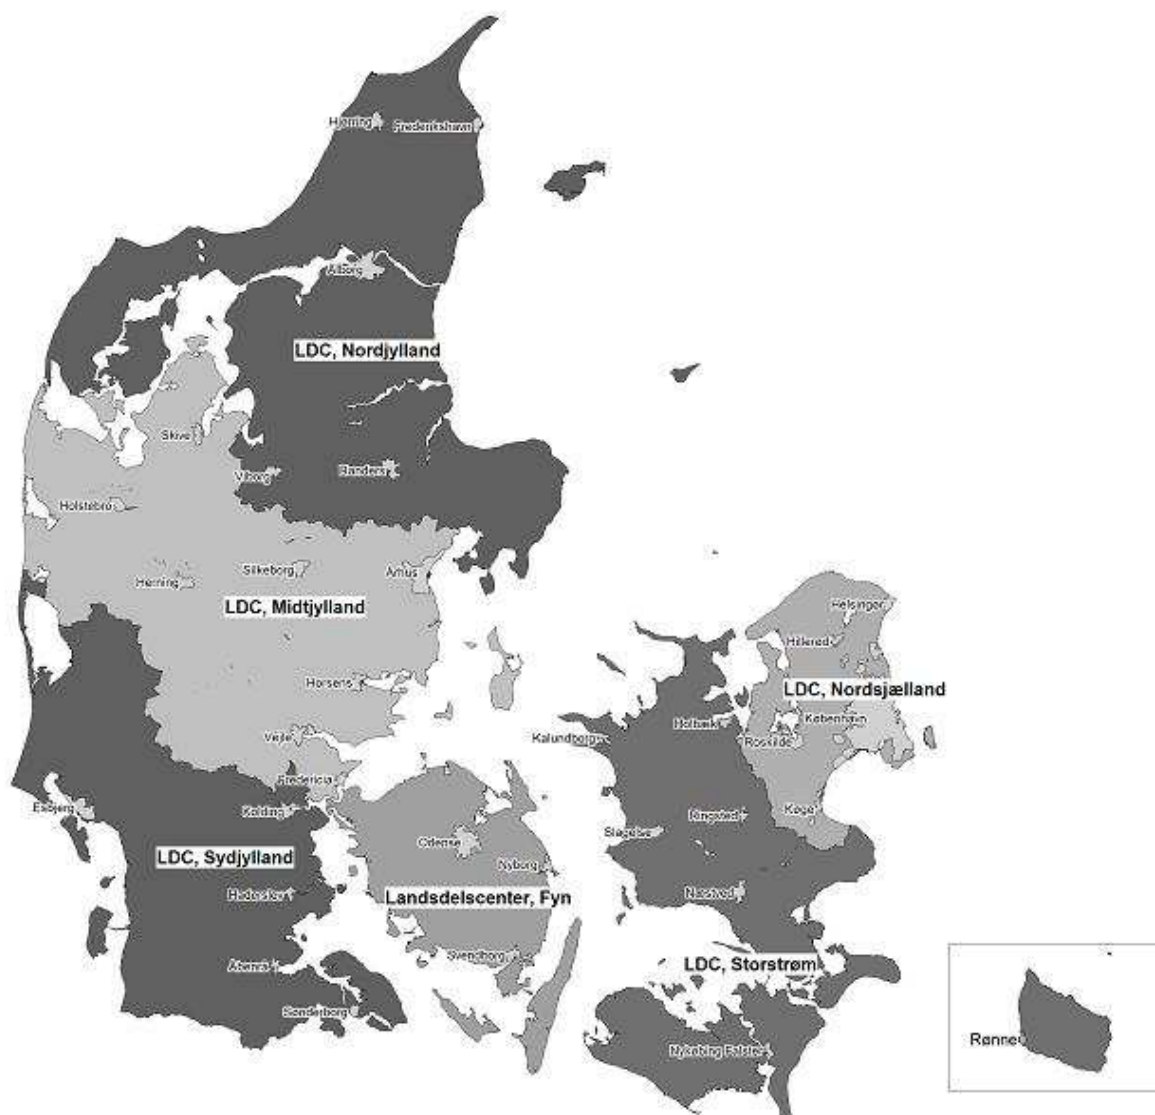 Hjørring
Frederikshavn
Ålborg
LDC, Nordjylland
Skive
Viborg
Randers
Holstebro
Herning
Silkeborg
Århus
LDC, Midtjylland
Helsingør
Hillerød
Horsens
LDC, Nordsjælland
København
Holbæk
Roskilde
Kalundborg
Vejle
Fredericia
Esbjerg
Kolding
Ringsted
Køge
Slagelse
Odense
LDC, Sydjylland
Nyborg
Haderslev
Landsdelscenter, Fyn
Næstved
Svendborg
LDC, Storstrøm
Åbenrå
Sønderborg
Nykøbing Falster
Rønne